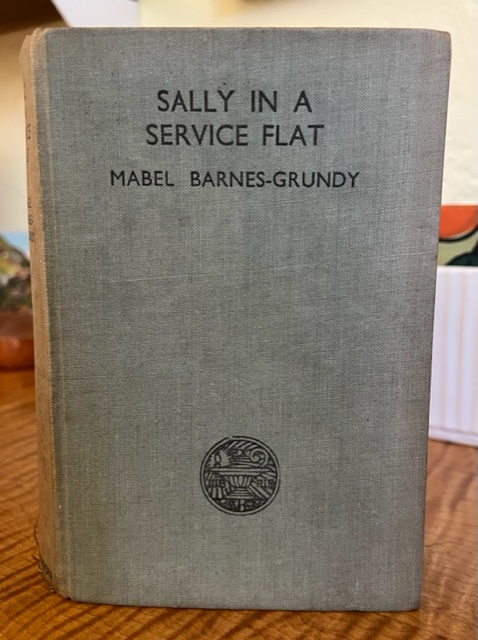 SALLY IN A
SERVICE FLAT
MABEL BARNES-GRUNDY